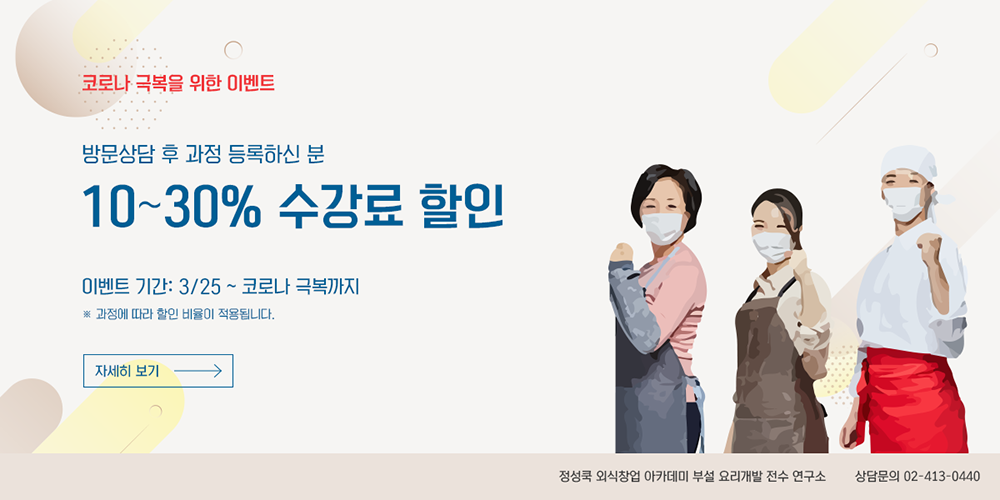 코로나 극복을 위한 이벤트
방문상담 후 과정 등록하신 분
10~30% 수강료 할인
이벤트 기간: 3/25 ~ 코로나 극복까지
※ 과정에 따라 할인 비율이 적용됩니다.
자세히 보기
정성쿡 외식창업 아카데미 부설 요리개발 전수 연구소 상담문의 02-413-0440